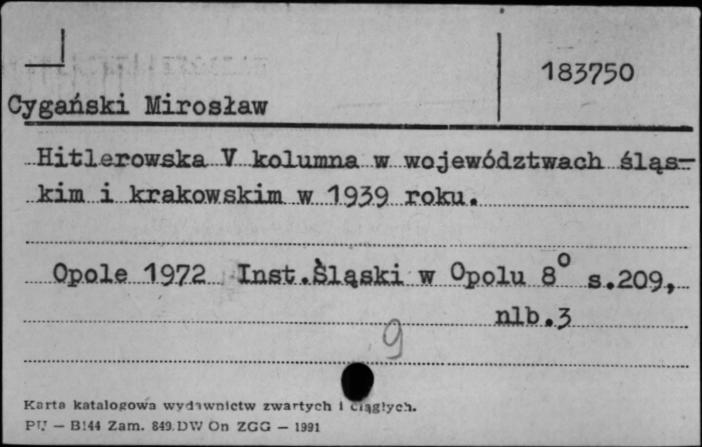 183750
Cygański Mirosław
Hitlerowska V kolumna w województwach śląs-
kim i krakowskim w 1939 roku.
Opole 1972 Inst.Śląski w Opolu 8° s.209,
nlb.3
9
Karta katalogowa wydawnictw zwartych i ciągłych.
PU — B144 Zam. 849.DW On ZGG — 1991